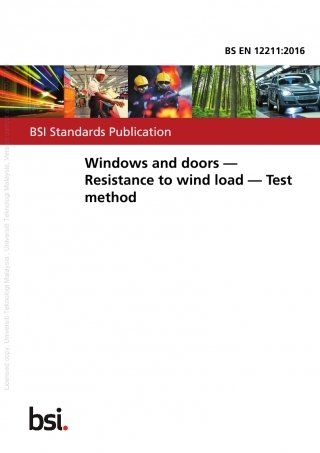 BS EN 12211:2016
BSI Standards Publication
Windows and doors —
Resistance to wind load — Test
method
Licensed copy: Universiti Teknologi Malaysia, Universiti Teknologi Malaysia, Version
bsi.